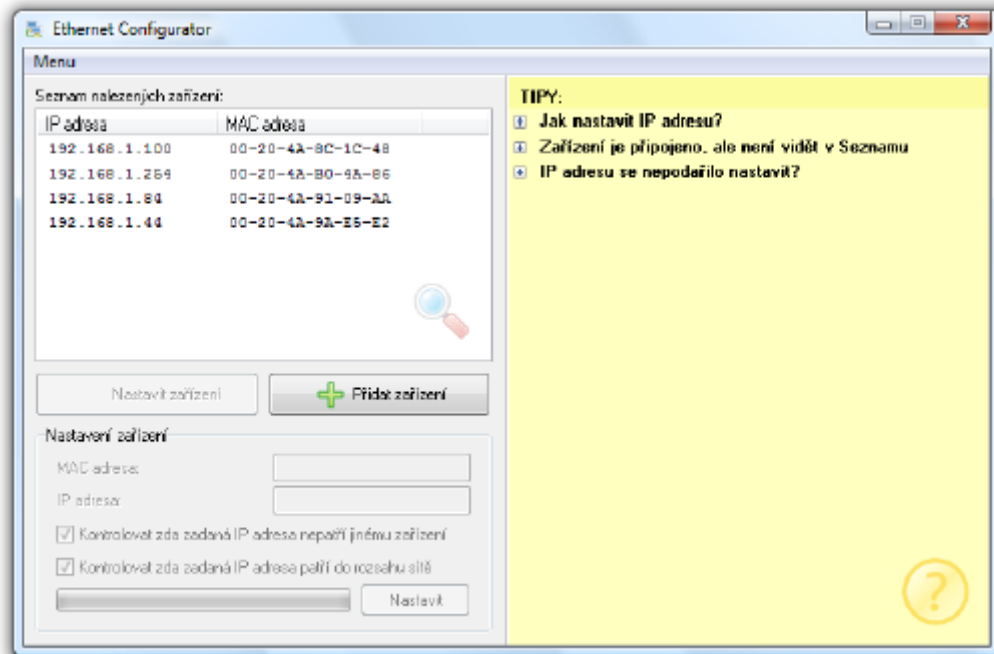 Ethernet Configurator
Menu
Seznam nalezených zařízení:
IP adresa MAC adresa
192.168.1.100 00-20-4A-8C-1C-48
192.168.1.254 00-20-4A-B0-4A-86
192.168.1.84 00-20-4A-91-09-AA
192.168.1.44 00-20-4A-9A-E5-E2
Nastavit zařízení
Přidat zařízení
Nastavení zařízení
MAC adresa:
IP adresa:
Kontrolovat zda zadaná IP adresa nepatří jinému zařízení
Kontrolovat zda zadaná IP adresa patří do rozsahu sítě
Nastavit
TIPY:
Jak nastavit IP adresu?
Zařízení je připojeno, ale není vidět v Seznamu
IP adresu se nepodařilo nastavit?